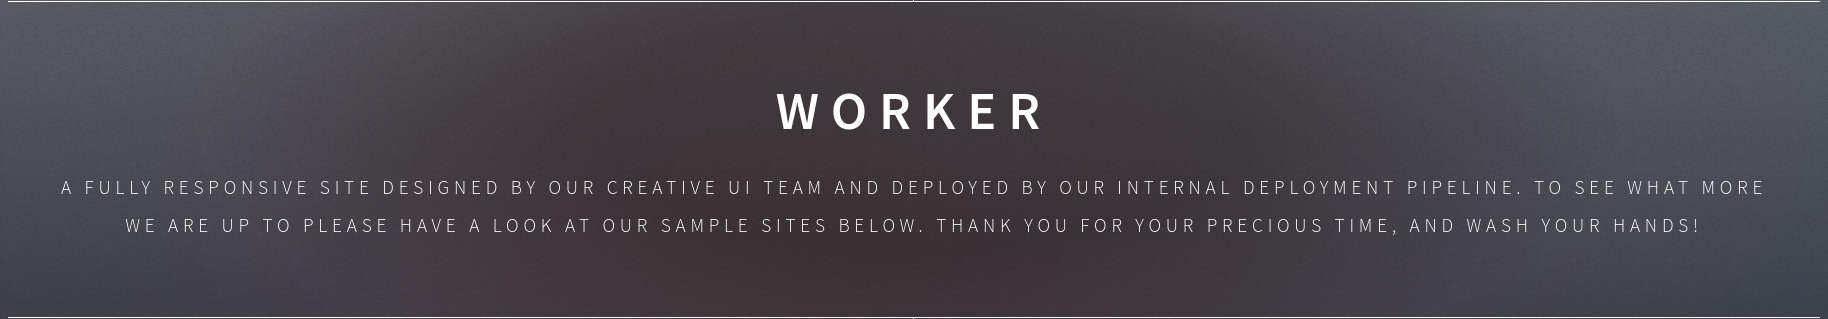 WORKER
A FULLY RESPONSIVE SITE DESIGNED BY OUR CREATIVE UI TEAM AND DEPLOYED BY OUR INTERNAL DEPLOYMENT PIPELINE. TO SEE WHAT MORE
WE ARE UP TO PLEASE HAVE A LOOK AT OUR SAMPLE SITES BELOW. THANK YOU FOR YOUR PRECIOUS TIME, AND WASH YOUR HANDS!